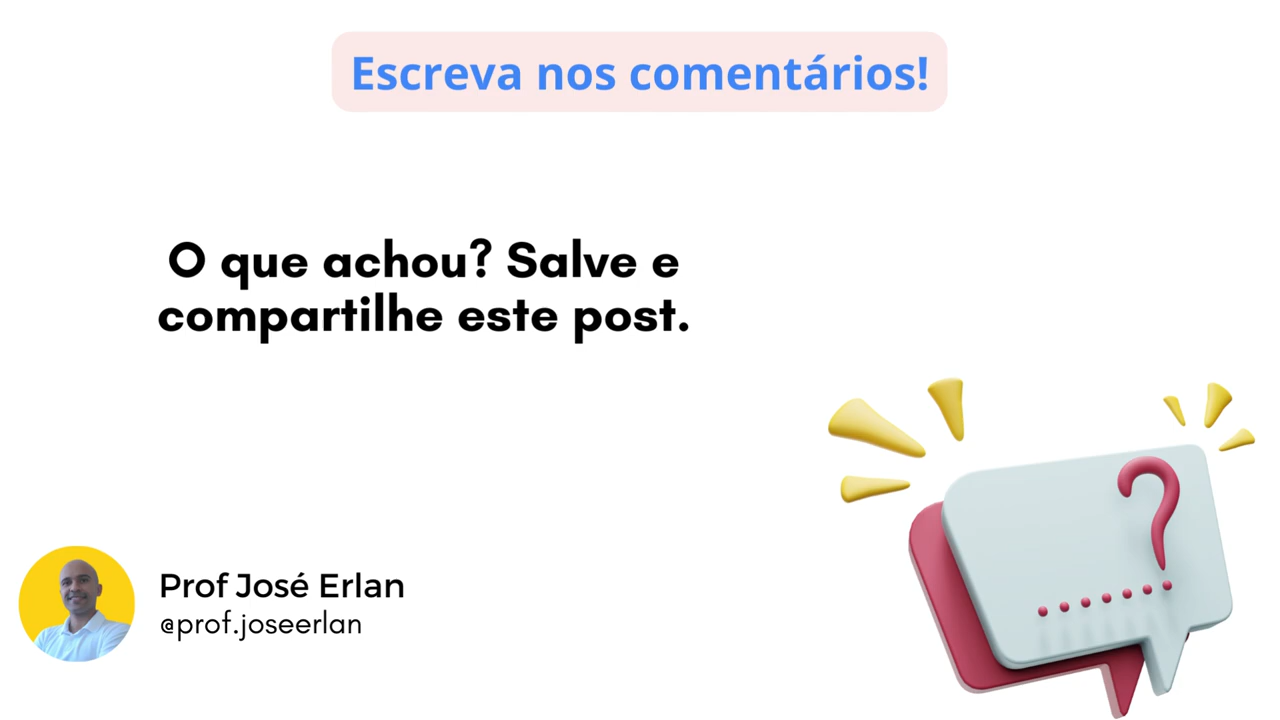 Escreva nos comentários!
O que achou? Salve e
compartilhe este post.
Prof José Erlan
@prof.joseerlan